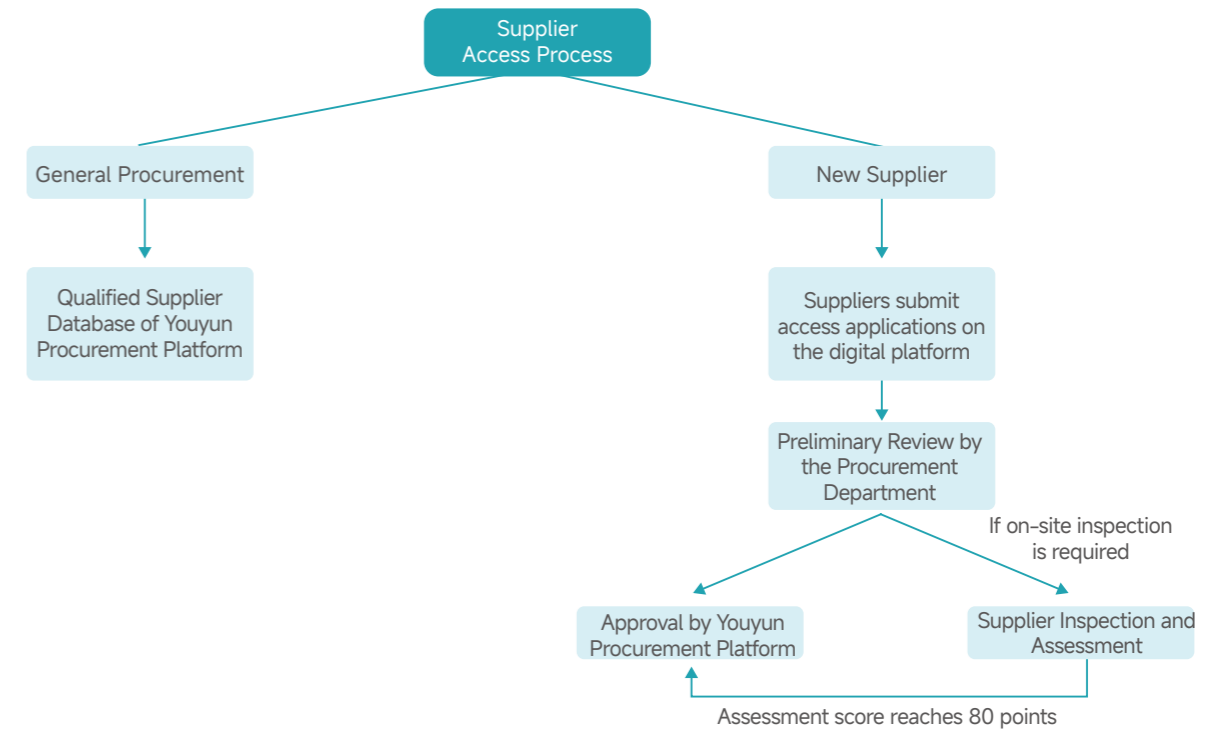 Supplier
Access Process
General Procurement
New Supplier
Qualified Supplier
Database of Youyun
Procurement Platform
Suppliers submit
access applications on
the digital platform
Preliminary Review by
the Procurement
Department
If on-site inspection
is required
Approval by Youyun
Procurement Platform
Supplier Inspection and
Assessment
Assessment score reaches 80 points